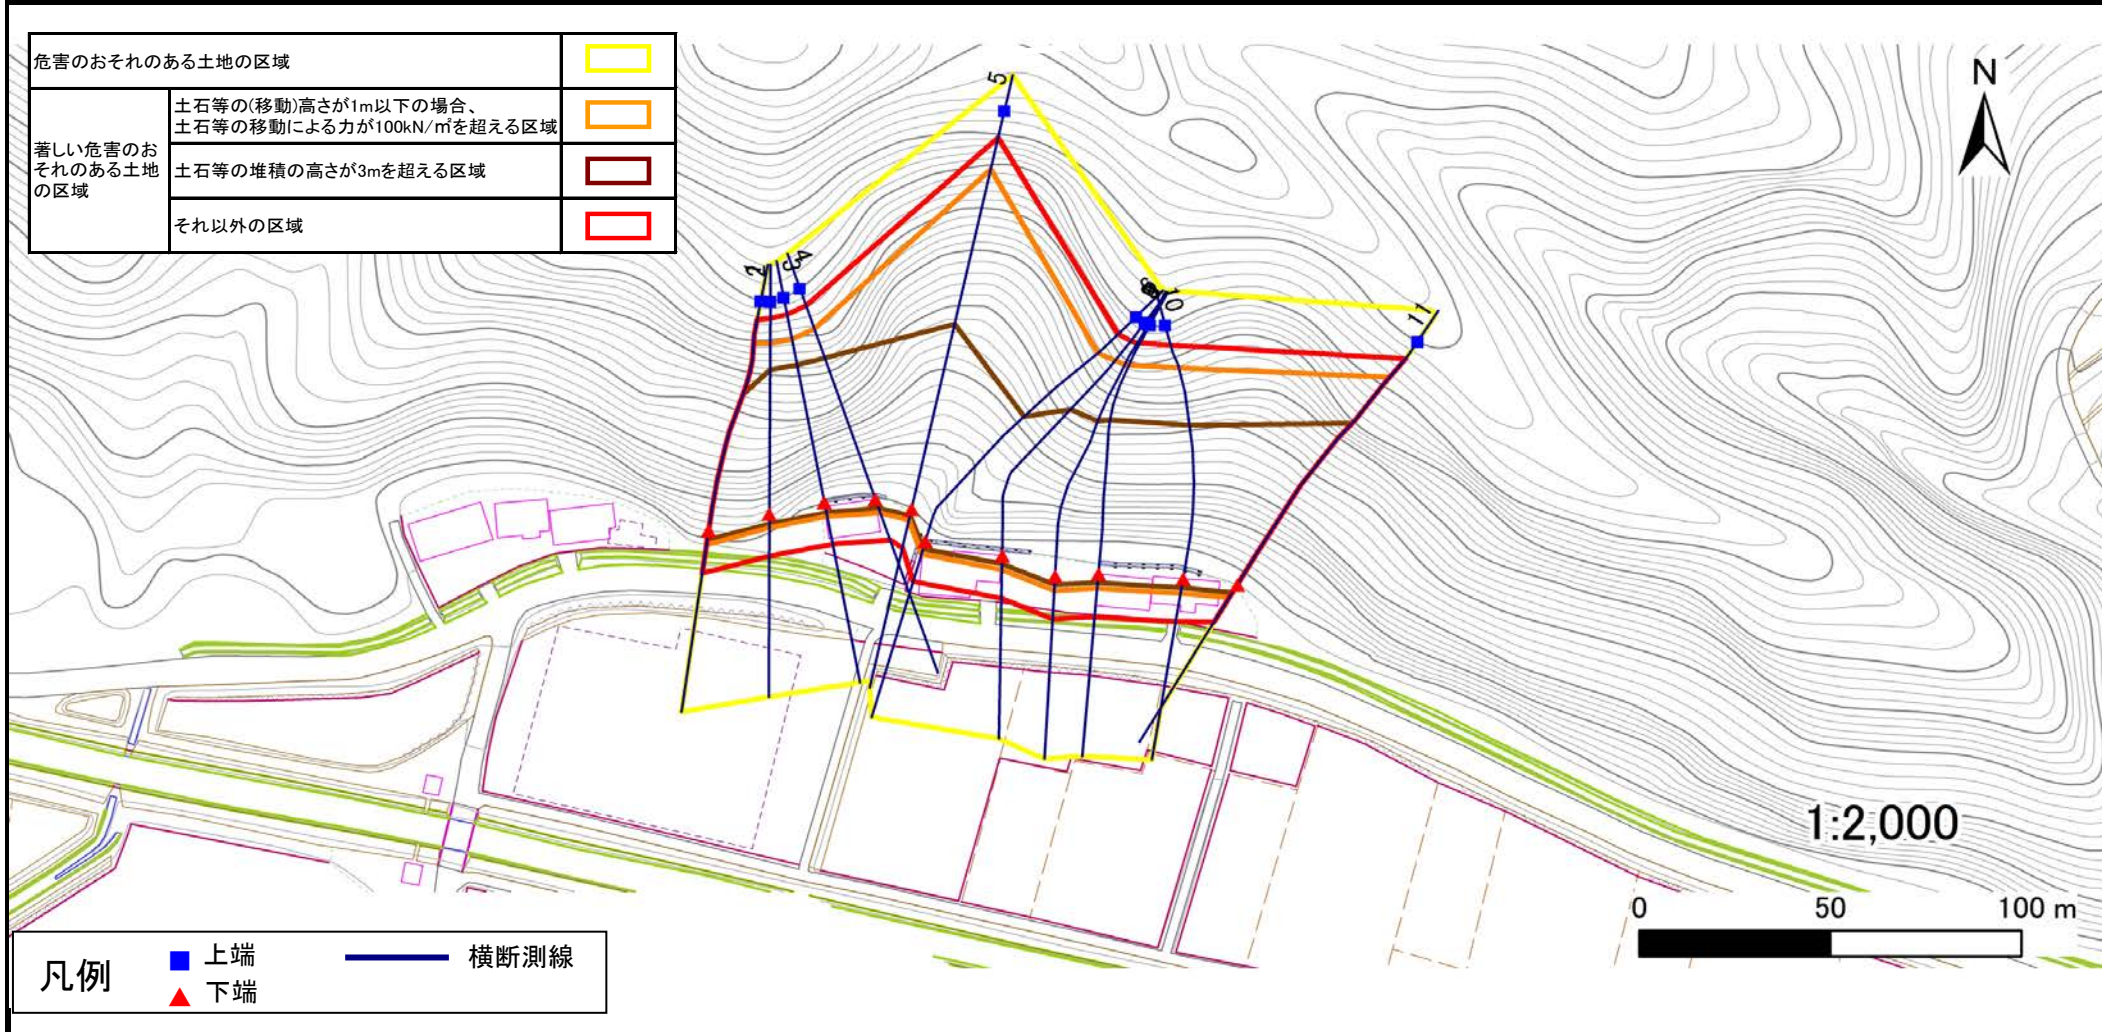 危害のおそれのある土地の区域
著しい危害のお
それのある土地
の区域
土石等の(移動)高さが1m以下の場合、
土石等の移動による力が100kN/㎡を超える区域
土石等の堆積の高さが3mを超える区域
それ以外の区域
N
5
2
3
4
10
11
1:2,000
0 50 100 m
凡例
上端
下端
横断測線